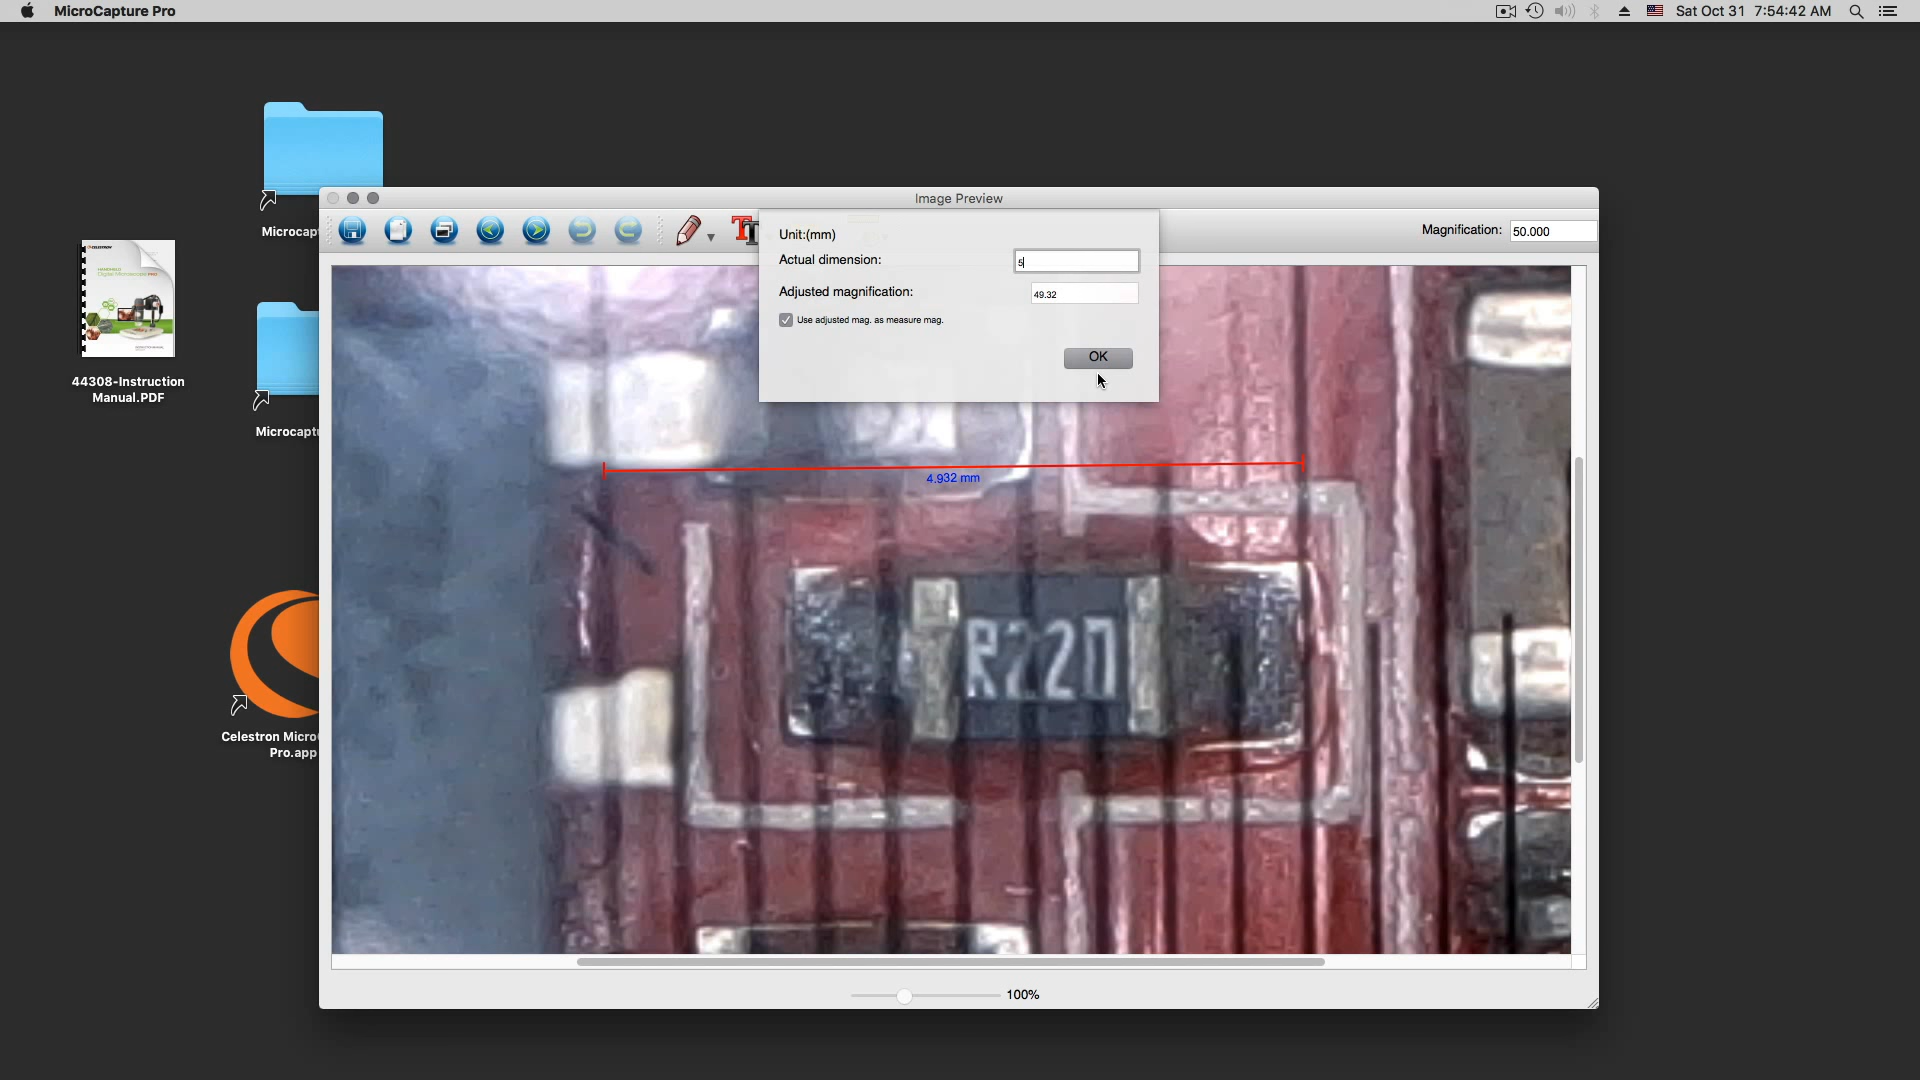 MicroCapture Pro
Sat Oct 31 7:54:42 AM
Image Preview
Magnification: 50.000
Unit:(mm)
Actual dimension: 5
Adjusted magnification: 49.32
Use adjusted mag. as measure mag.
OK
4.932 mm
R220
100%
Microcapt
CELESTRON
44308-Instruction
Manual.PDF
Microcapt
Celestron Micro
Pro.app